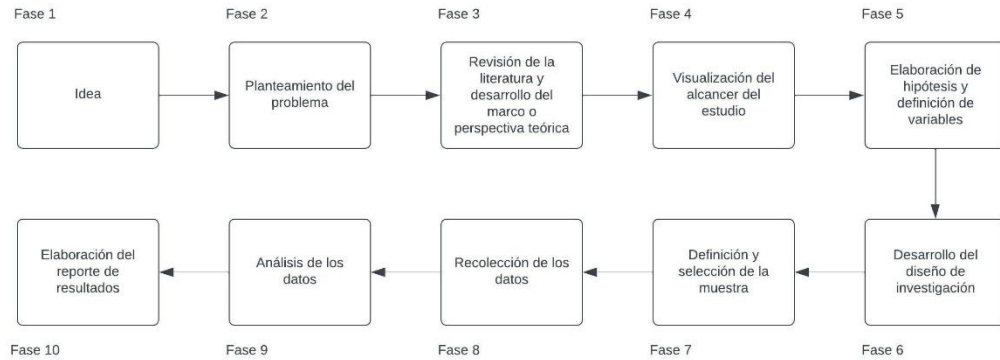 Fase 1
Fase 2
Fase 3
Fase 4
Fase 5
Idea
Planteamiento del
problema
Revisión de la
literatura y
desarrollo del
marco o
perspectiva teórica
Visualización del
alcancer del
estudio
Elaboración de
hipótesis y
definición de
variables
Elaboración del
reporte de
resultados
Análisis de los
datos
Recolección de los
datos
Definición y
selección de la
muestra
Desarrollo del
diseño de
investigación
Fase 10
Fase 9
Fase 8
Fase 7
Fase 6